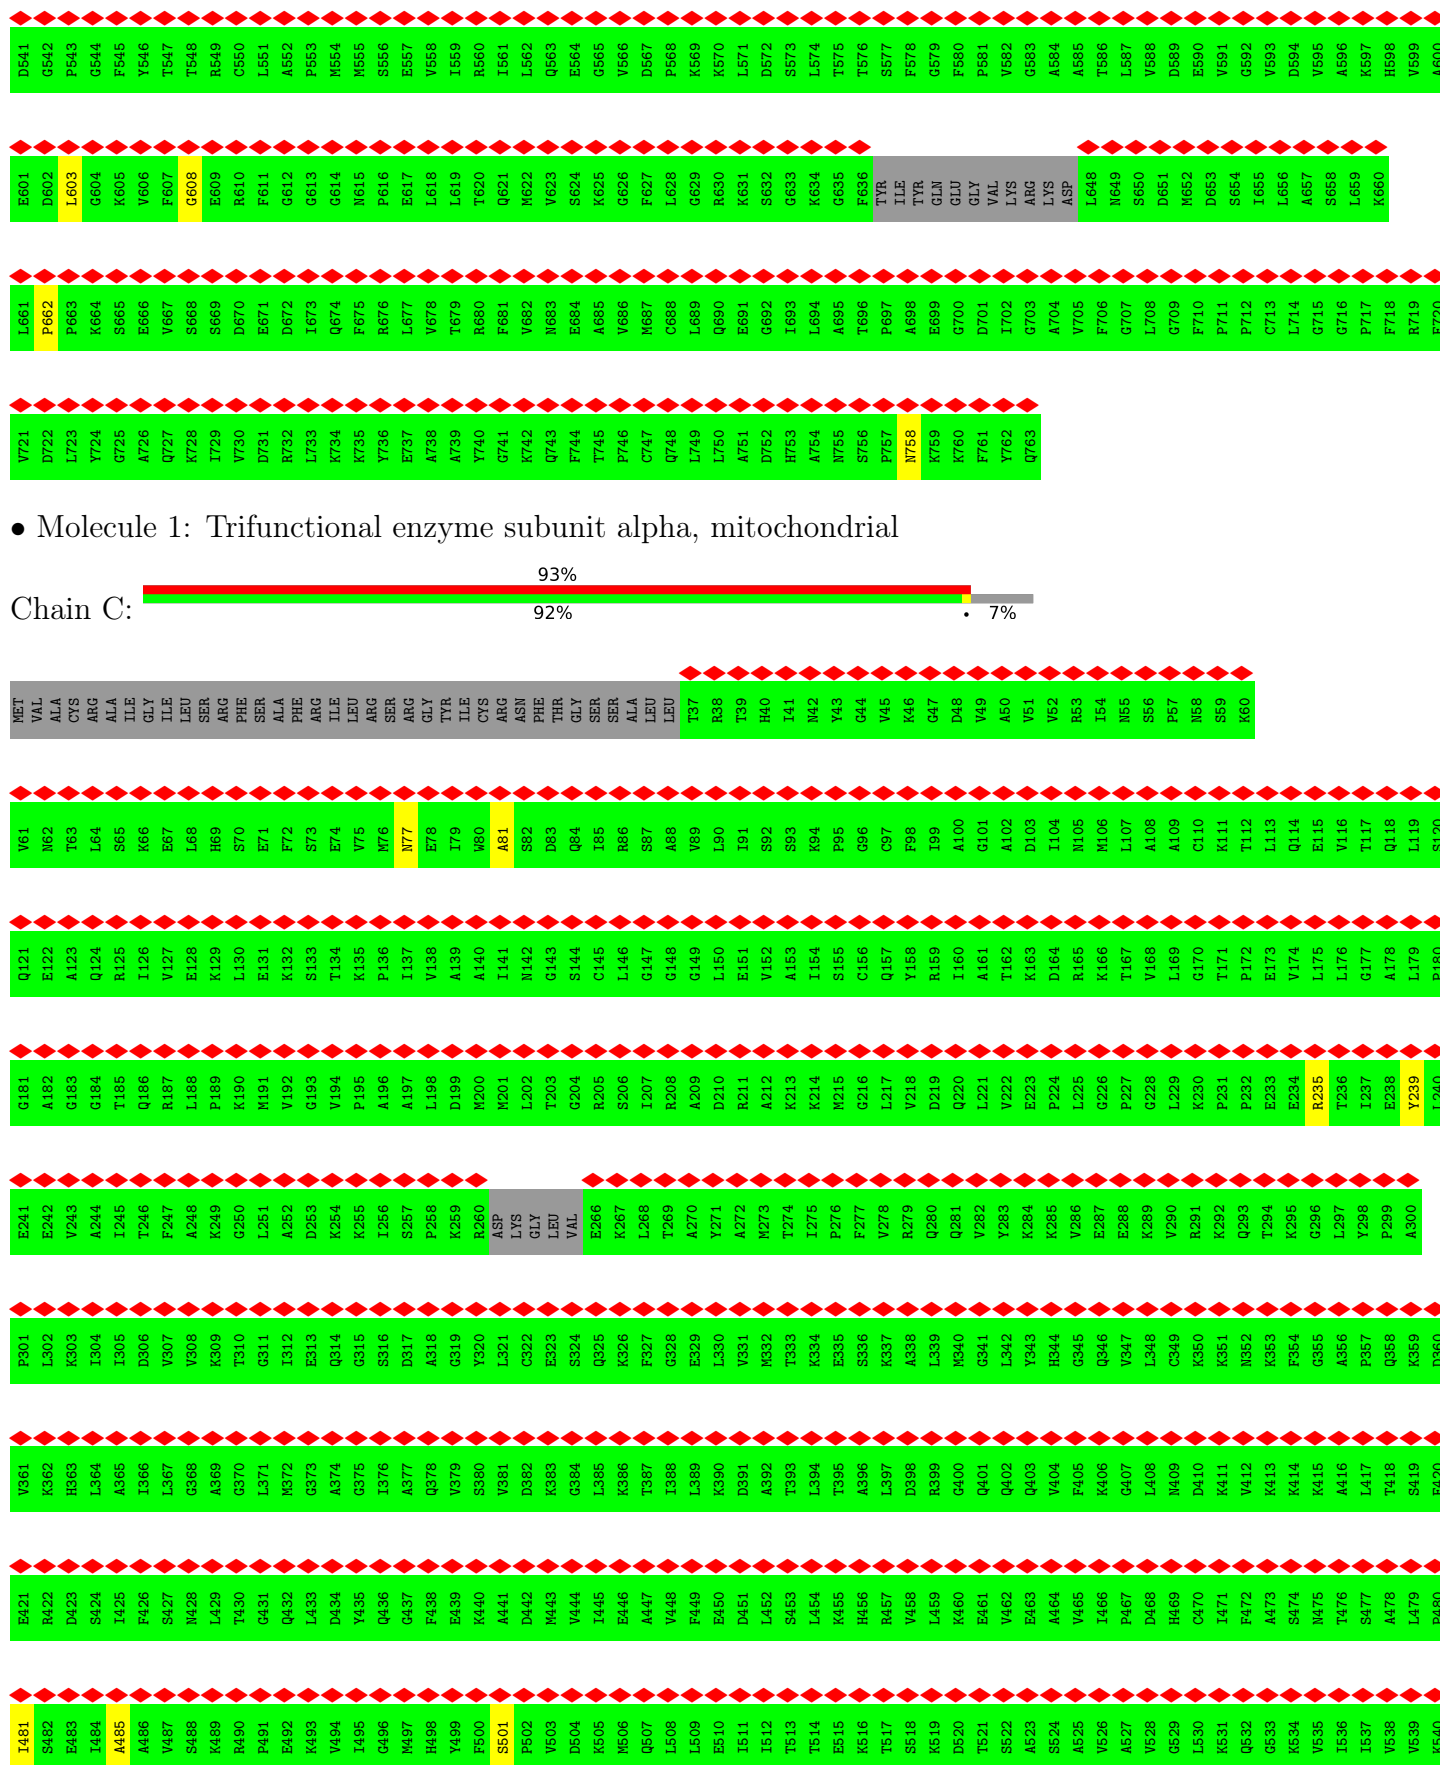 D541 G542 P543 G544 F545 Y546 T547 T548 R549 C550 L551 A552 P553 M554 M555 S556 E557 V558 I559 R560 I561 L562 Q563 E564 G565 V566 D567 P568 K569 K570 L571 D572 S573 L574 T575 T576 S577 F578 G579 F580 P581 V582 G583 A584 A585 T586 L587 V588 D589 E590 V591 G592 V593 D594 V595 A596 K597 H598 V599 A600
E601 D602 L603 G604 K605 V606 F607 G608 E609 R610 F611 G612 G613 G614 N615 P616 E617 L618 L619 T620 Q621 M622 V623 S624 K625 G626 F627 L628 G629 R630 K631 S632 G633 K634 G635 F636 TYR ILE TYR GLN GLU GLY VAL LYS ARG LYS ASP L648 N649 S650 D651 M652 D653 S654 I655 L656 A657 S658 L659 K660
L661 P662 P663 K664 S665 E666 V667 S668 S669 D670 E671 D672 I673 Q674 F675 R676 L677 V678 T679 R680 F681 V682 N683 E684 A685 V686 M687 C688 L689 Q690 E691 G692 I693 L694 A695 T696 P697 A698 E699 G700 D701 I702 G703 A704 V705 F706 G707 L708 G709 F710 P711 P712 C713 L714 G715 G716 P717 F718 R719 F720
V721 D722 L723 Y724 G725 A726 Q727 K728 I729 V730 D731 R732 L733 K734 K735 Y736 E737 A738 A739 Y740 G741 K742 Q743 F744 T745 P746 C747 Q748 L749 L750 A751 D752 H753 A754 N755 S756 P757 N758 K759 K760 F761 Y762 Q763
• Molecule 1: Trifunctional enzyme subunit alpha, mitochondrial
93%
Chain C:
92% • 7%
MET VAL ALA CYS ARG ALA ILE GLY ILE LEU SER ARG PHE SER ALA PHE ARG ILE LEU ARG SER ARG GLY TYR ILE CYS ARG ASN PHE THR GLY SER SER ALA LEU LEU T37 R38 T39 H40 I41 N42 Y43 G44 V45 K46 G47 D48 V49 A50 V51 V52 R53 I54 N55 S56 P57 N58 S59 K60
V61 N62 T63 L64 S65 K66 E67 L68 H69 S70 E71 F72 S73 E74 V75 M76 N77 E78 I79 W80 A81 S82 D83 Q84 I85 R86 S87 A88 V89 L90 I91 S92 S93 K94 P95 G96 C97 F98 I99 A100 G101 A102 D103 I104 N105 M106 L107 A108 A109 C110 K111 T112 L113 Q114 E115 V116 T117 Q118 L119 S120
Q121 E122 A123 Q124 R125 I126 V127 E128 K129 L130 E131 K132 S133 T134 K135 P136 I137 V138 A139 A140 I141 N142 G143 S144 C145 L146 G147 G148 G149 L150 E151 V152 A153 I154 S155 C156 Q157 Y158 R159 I160 A161 T162 K163 D164 R165 K166 T167 V168 L169 G170 T171 P172 E173 V174 L175 L176 G177 A178 L179 P180
G181 A182 G183 G184 T185 Q186 R187 L188 P189 K190 M191 V192 G193 V194 P195 A196 A197 L198 D199 M200 M201 L202 T203 G204 R205 S206 I207 R208 A209 D210 R211 A212 K213 K214 M215 G216 L217 V218 D219 Q220 L221 V222 E223 P224 L225 G226 P227 G228 L229 K230 P231 P232 E233 E234 R235 T236 I237 E238 Y239 L240
E241 E242 V243 A244 I245 T246 F247 A248 K249 G250 L251 A252 D253 K254 K255 I256 S257 P258 K259 R260 ASP LYS GLY LEU VAL E266 K267 L268 T269 A270 Y271 A272 M273 T274 I275 P276 F277 V278 R279 Q280 Q281 V282 Y283 K284 K285 V286 E287 E288 K289 V290 R291 K292 Q293 T294 K295 G296 L297 Y298 P299 A300
P301 L302 K303 I304 I305 D306 V307 V308 K309 T310 G311 I312 E313 Q314 G315 S316 D317 A318 G319 Y320 L321 C322 E323 S324 Q325 K326 F327 G328 E329 L330 V331 M332 T333 K334 E335 S336 K337 A338 L339 M340 G341 L342 Y343 H344 G345 Q346 V347 L348 C349 K350 K351 N352 K353 F354 G355 A356 P357 Q358 K359 D360
V361 K362 H363 L364 A365 I366 L367 G368 A369 G370 L371 M372 G373 A374 G375 I376 A377 Q378 V379 S380 V381 D382 K383 G384 L385 K386 T387 I388 L389 K390 D391 A392 T393 L394 T395 A396 L397 D398 R399 G400 Q401 Q402 Q403 V404 F405 K406 G407 L408 N409 D410 K411 V412 K413 K414 K415 A416 L417 T418 S419 F420
E421 R422 D423 S424 I425 F426 S427 N428 L429 T430 G431 Q432 L433 D434 Y435 Q436 G437 F438 E439 K440 A441 D442 M443 V444 I445 E446 A447 V448 F449 E450 D451 L452 S453 L454 K455 H456 R457 V458 L459 K460 E461 V462 E463 A464 V465 I466 P467 D468 H469 C470 I471 F472 A473 S474 N475 T476 S477 A478 L479 P480
I481 S482 E483 I484 A485 A486 V487 S488 K489 R490 P491 E492 K493 V494 I495 G496 M497 H498 Y499 F500 S501 P502 V503 D504 K505 M506 Q507 L508 L509 E510 I511 I512 T513 T514 E515 K516 T517 S518 K519 D520 T521 S522 A523 S524 A525 V526 A527 V528 G529 L530 K531 Q532 G533 K534 V535 I536 I537 V538 V539 K540